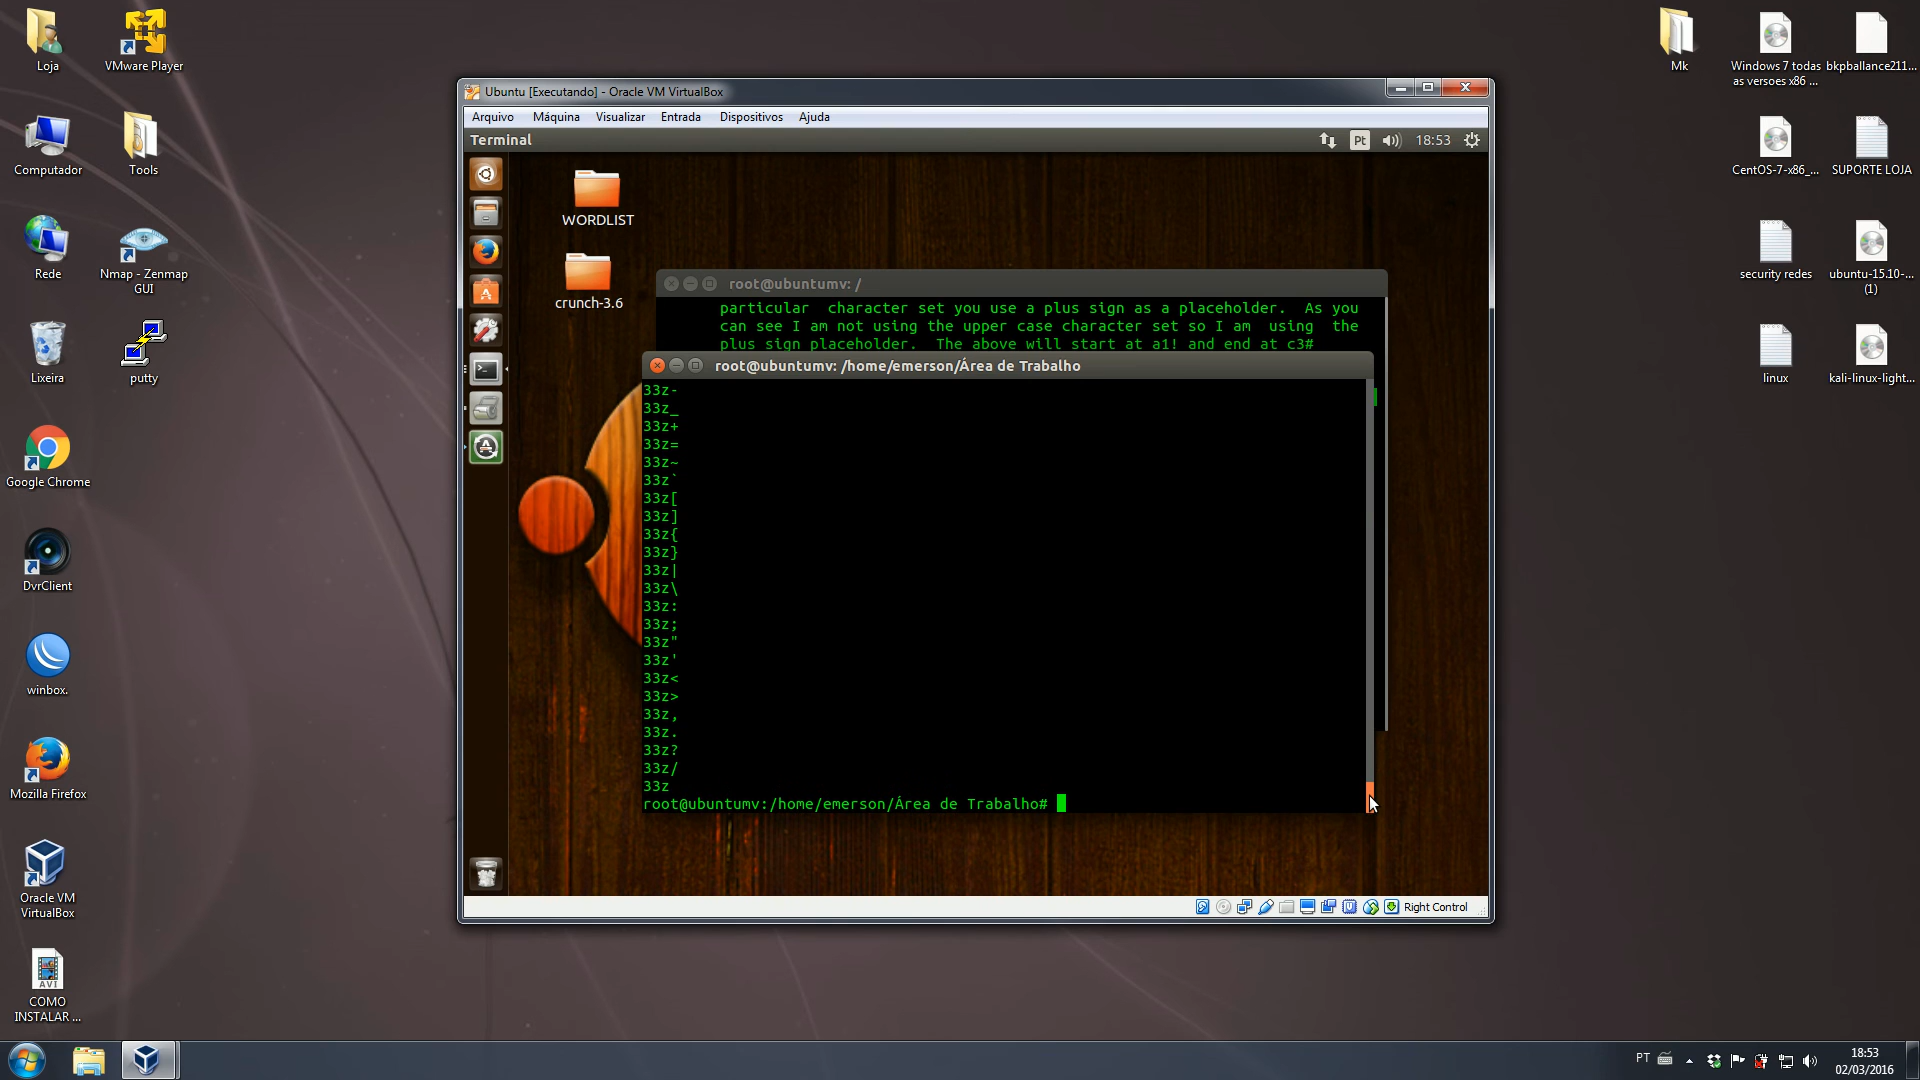 Loja
VMware Player
Computador
Tools
Rede
Nmap - Zenmap
GUI
Lixeira
putty
Google Chrome
DvrClient
winbox.
Mozilla Firefox
Oracle VM
VirtualBox
COMO
INSTALAR ...
Mk
Windows 7 todas
as versoes x86 ...
bkpballance211...
CentOS-7-x86_...
SUPORTE LOJA
security redes
ubuntu-15.10-...
(1)
linux
kali-linux-light...
Ubuntu [Executando] - Oracle VM VirtualBox
Arquivo Máquina Visualizar Entrada Dispositivos Ajuda
Terminal
Pt 18:53
WORDLIST
crunch-3.6
root@ubuntumv: /
particular  character set you use a plus sign as a placeholder.  As you
can see I am not using the upper case character set so I am  using  the
plus sign placeholder.  The above will start at a1! and end at c3#
root@ubuntumv: /home/emerson/Área de Trabalho
33z-
33z_
33z+
33z=
33z~
33z`
33z[
33z]
33z{
33z}
33z|
33z\
33z:
33z;
33z"
33z'
33z<
33z>
33z,
33z.
33z?
33z/
33z
root@ubuntumv:/home/emerson/Área de Trabalho#
Right Control
PT
18:53
02/03/2016